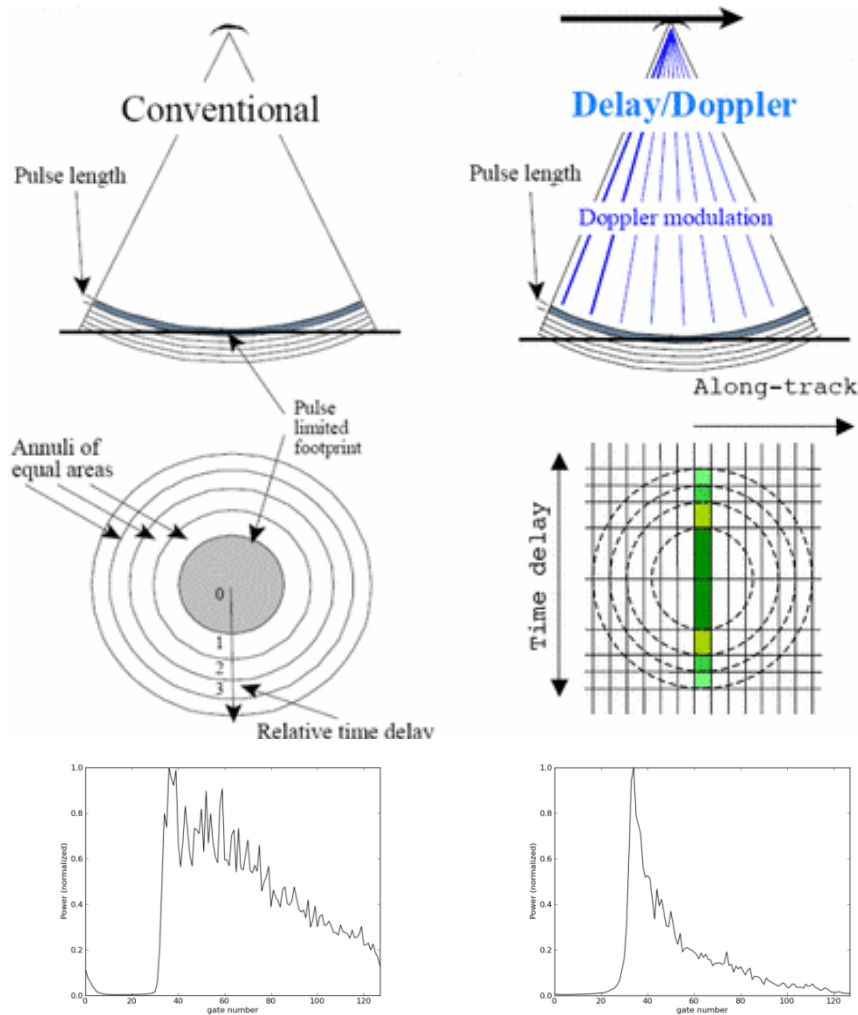 Conventional
Pulse length
Pulse
limited
footprint
Annuli of
equal areas
0
1
2
3
Relative time delay
Delay/Doppler
Pulse length
Doppler modulation
Along-track
Time delay
1.0
0.8
0.6
0.4
0.2
0.0
Power (normalized)
0
20
40
60
80
100
120
gate number
1.0
0.8
0.6
0.4
0.2
0.0
Power (normalized)
0
20
40
60
80
100
120
gate number